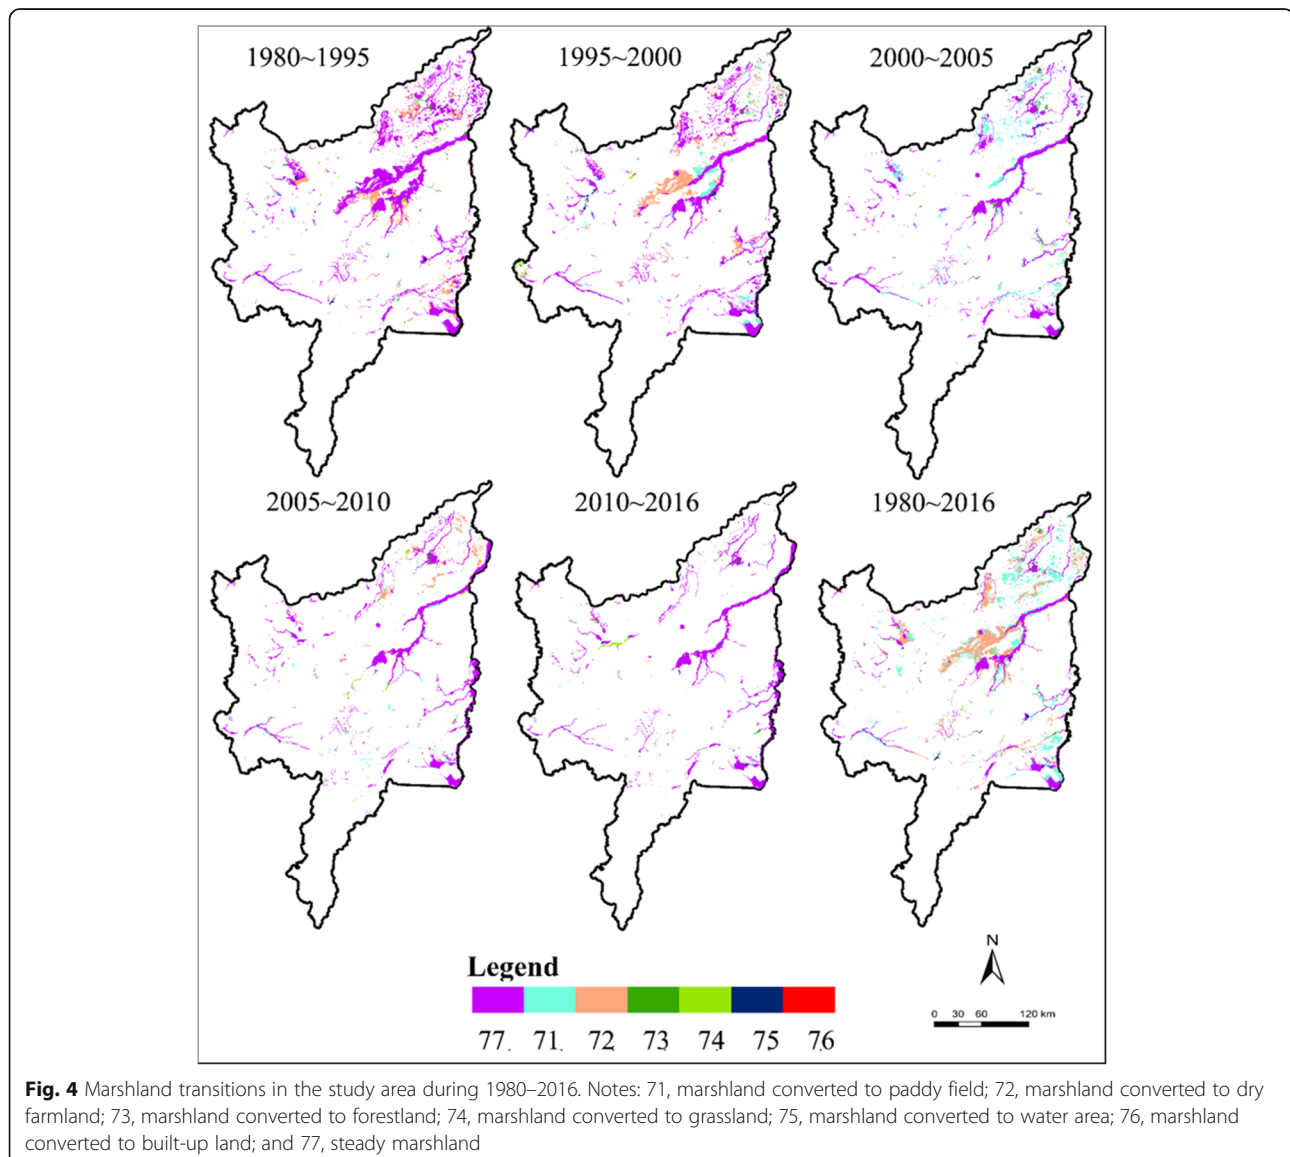 1980~1995
1995~2000
2000~2005
2005~2010
2010~2016
1980~2016
N
Legend
0 30 60 120 km
77. 71. 72 73 74 75 76
Fig. 4 Marshland transitions in the study area during 1980–2016. Notes: 71, marshland converted to paddy field; 72, marshland converted to dry
farmland; 73, marshland converted to forestland; 74, marshland converted to grassland; 75, marshland converted to water area; 76, marshland
converted to built-up land; and 77, steady marshland